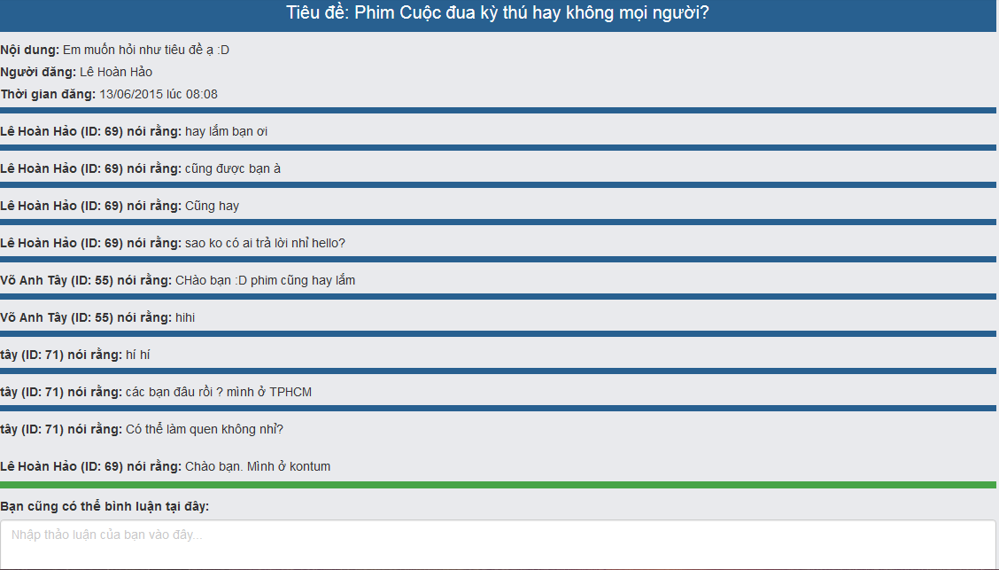 Tiêu đề: Phim Cuộc đua kỳ thú hay không mọi người?
Nội dung: Em muốn hỏi như tiêu đề ạ :D
Người đăng: Lê Hoàn Hảo
Thời gian đăng: 13/06/2015 lúc 08:08
Lê Hoàn Hảo (ID: 69) nói rằng: hay lắm bạn ơi
Lê Hoàn Hảo (ID: 69) nói rằng: cũng được bạn à
Lê Hoàn Hảo (ID: 69) nói rằng: Cũng hay
Lê Hoàn Hảo (ID: 69) nói rằng: sao ko có ai trả lời nhỉ hello?
Võ Anh Tây (ID: 55) nói rằng: CHào bạn :D phim cũng hay lắm
Võ Anh Tây (ID: 55) nói rằng: hihi
tây (ID: 71) nói rằng: hí hí
tây (ID: 71) nói rằng: các bạn đâu rồi ? mình ở TPHCM
tây (ID: 71) nói rằng: Có thể làm quen không nhỉ?
Lê Hoàn Hảo (ID: 69) nói rằng: Chào bạn. Mình ở kontum
Bạn cũng có thể bình luận tại đây:
Nhập thảo luận của bạn vào đây...